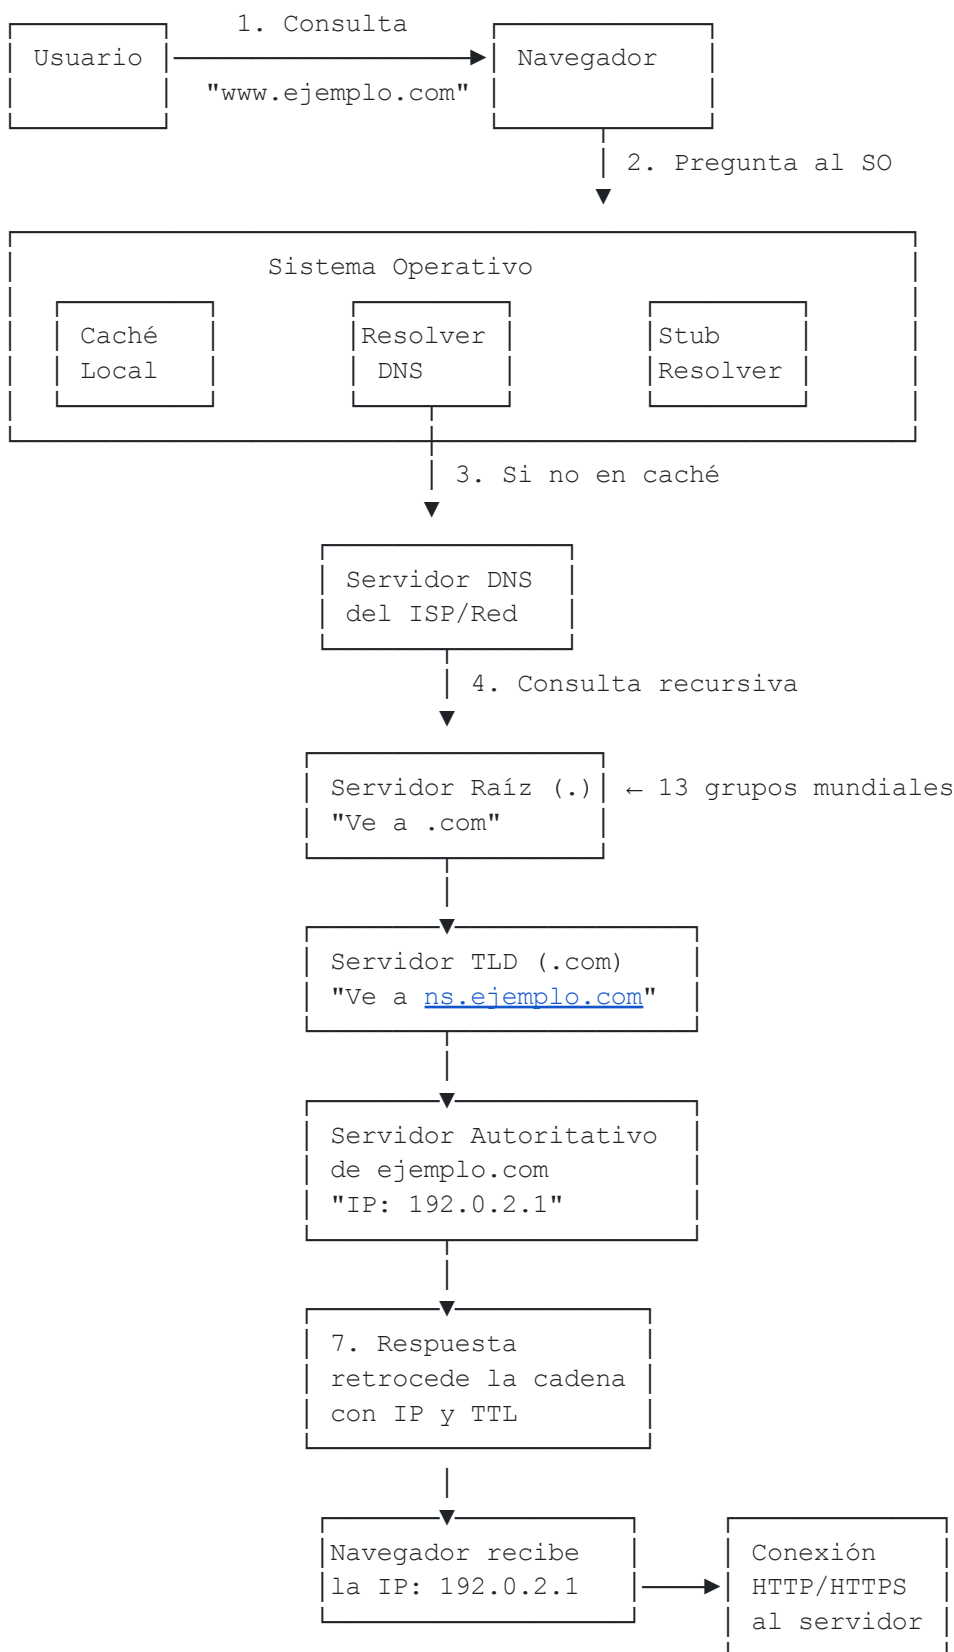 1. Consulta
Usuario
Navegador
"www.ejemplo.com"
2. Pregunta al SO
Sistema Operativo
Caché
Local
Resolver
DNS
Stub
Resolver
3. Si no en caché
Servidor DNS
del ISP/Red
4. Consulta recursiva
Servidor Raíz (.) ← 13 grupos mundiales
"Ve a .com"
Servidor TLD (.com)
"Ve a ns.ejemplo.com"
Servidor Autoritativo
de ejemplo.com
"IP: 192.0.2.1"
7. Respuesta
retrocede la cadena
con IP y TTL
Navegador recibe
la IP: 192.0.2.1
Conexión
HTTP/HTTPS
al servidor